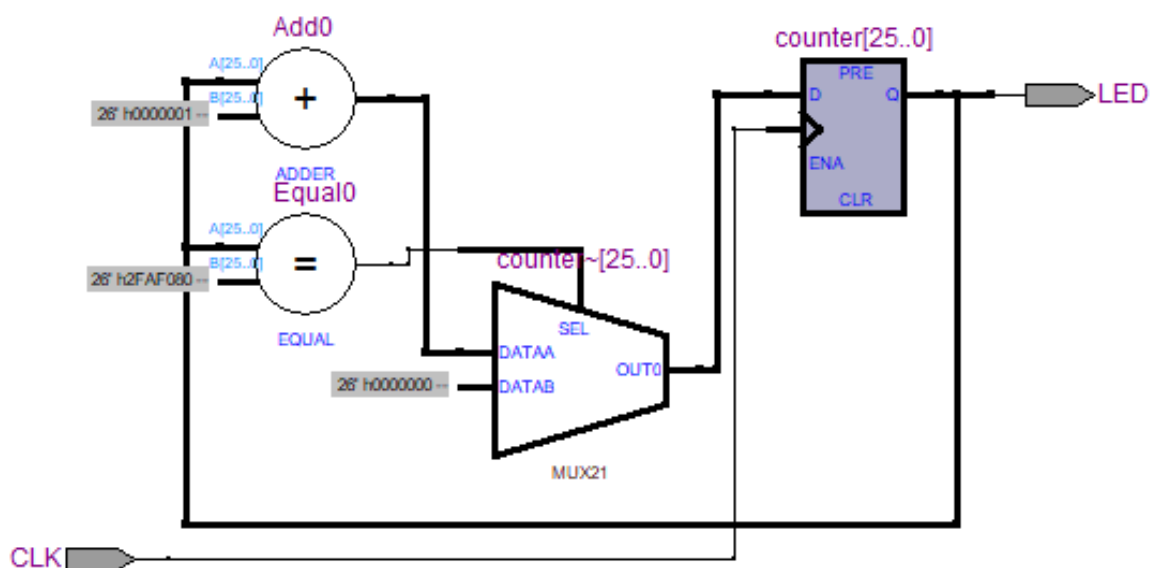 Add0
A[25..0]
B[25..0]
26' h0000001 --
+
ADDER
Equal0
A[25..0]
B[25..0]
26' h2FAF080 --
=
EQUAL
counter~[25..0]
SEL
DATAA
DATAB
OUT0
26' h0000000 --
MUX21
counter[25..0]
PRE
D
Q
ENA
CLR
LED
CLK